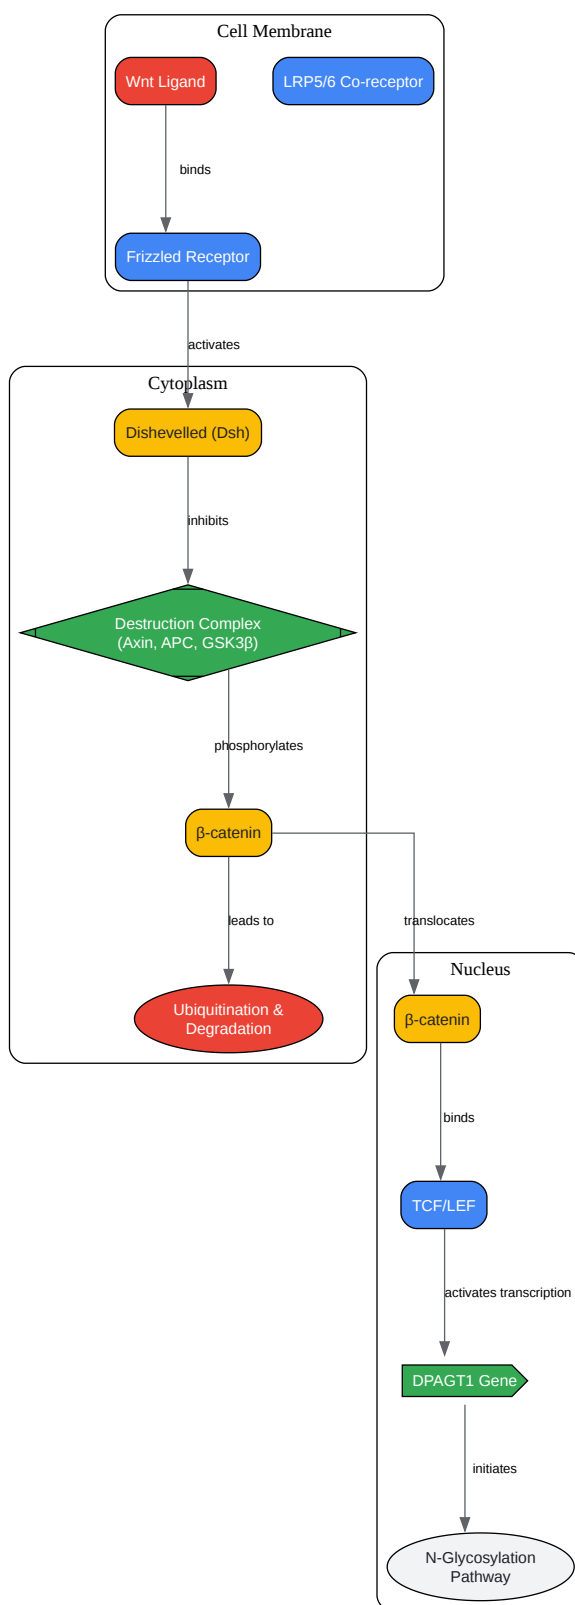 Cell Membrane
Wnt Ligand
LRP5/6 Co-receptor
binds
Frizzled Receptor
activates
Cytoplasm
Dishevelled (Dsh)
inhibits
Destruction Complex
(Axin, APC, GSK3β)
phosphorylates
β-catenin
leads to
translocates
Ubiquitination &
Degradation
Nucleus
β-catenin
binds
TCF/LEF
activates transcription
DPAGT1 Gene
initiates
N-Glycosylation
Pathway